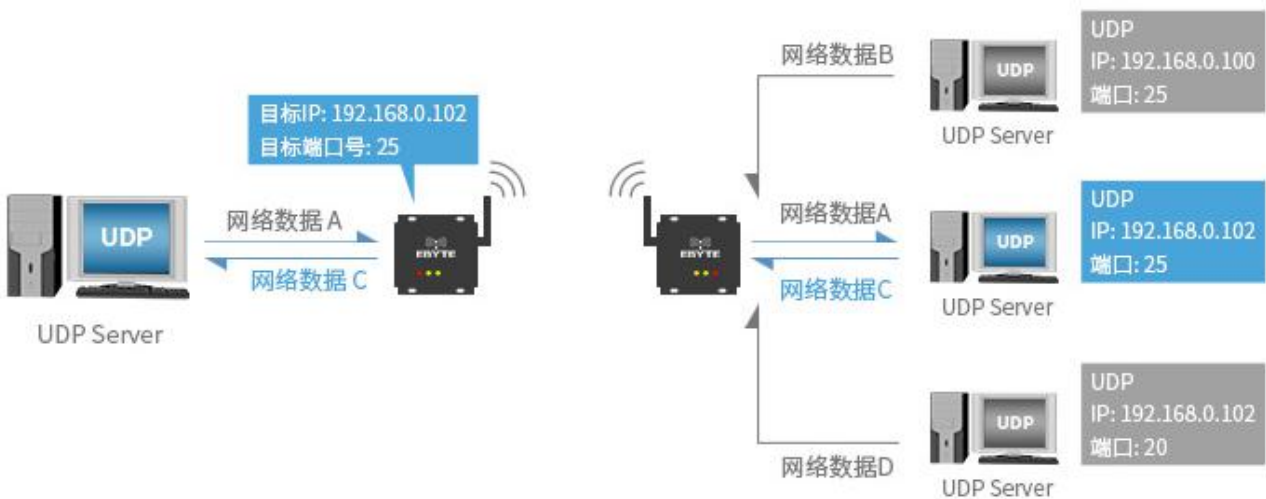 目标IP: 192.168.0.102
目标端口号: 25
UDP
UDP Server
网络数据 A
网络数据 C
EBYTE
EBYTE
网络数据B
UDP
UDP Server
UDP
IP: 192.168.0.100
端口: 25
网络数据A
网络数据C
UDP
UDP Server
UDP
IP: 192.168.0.102
端口: 25
网络数据D
UDP
UDP Server
UDP
IP: 192.168.0.102
端口: 20